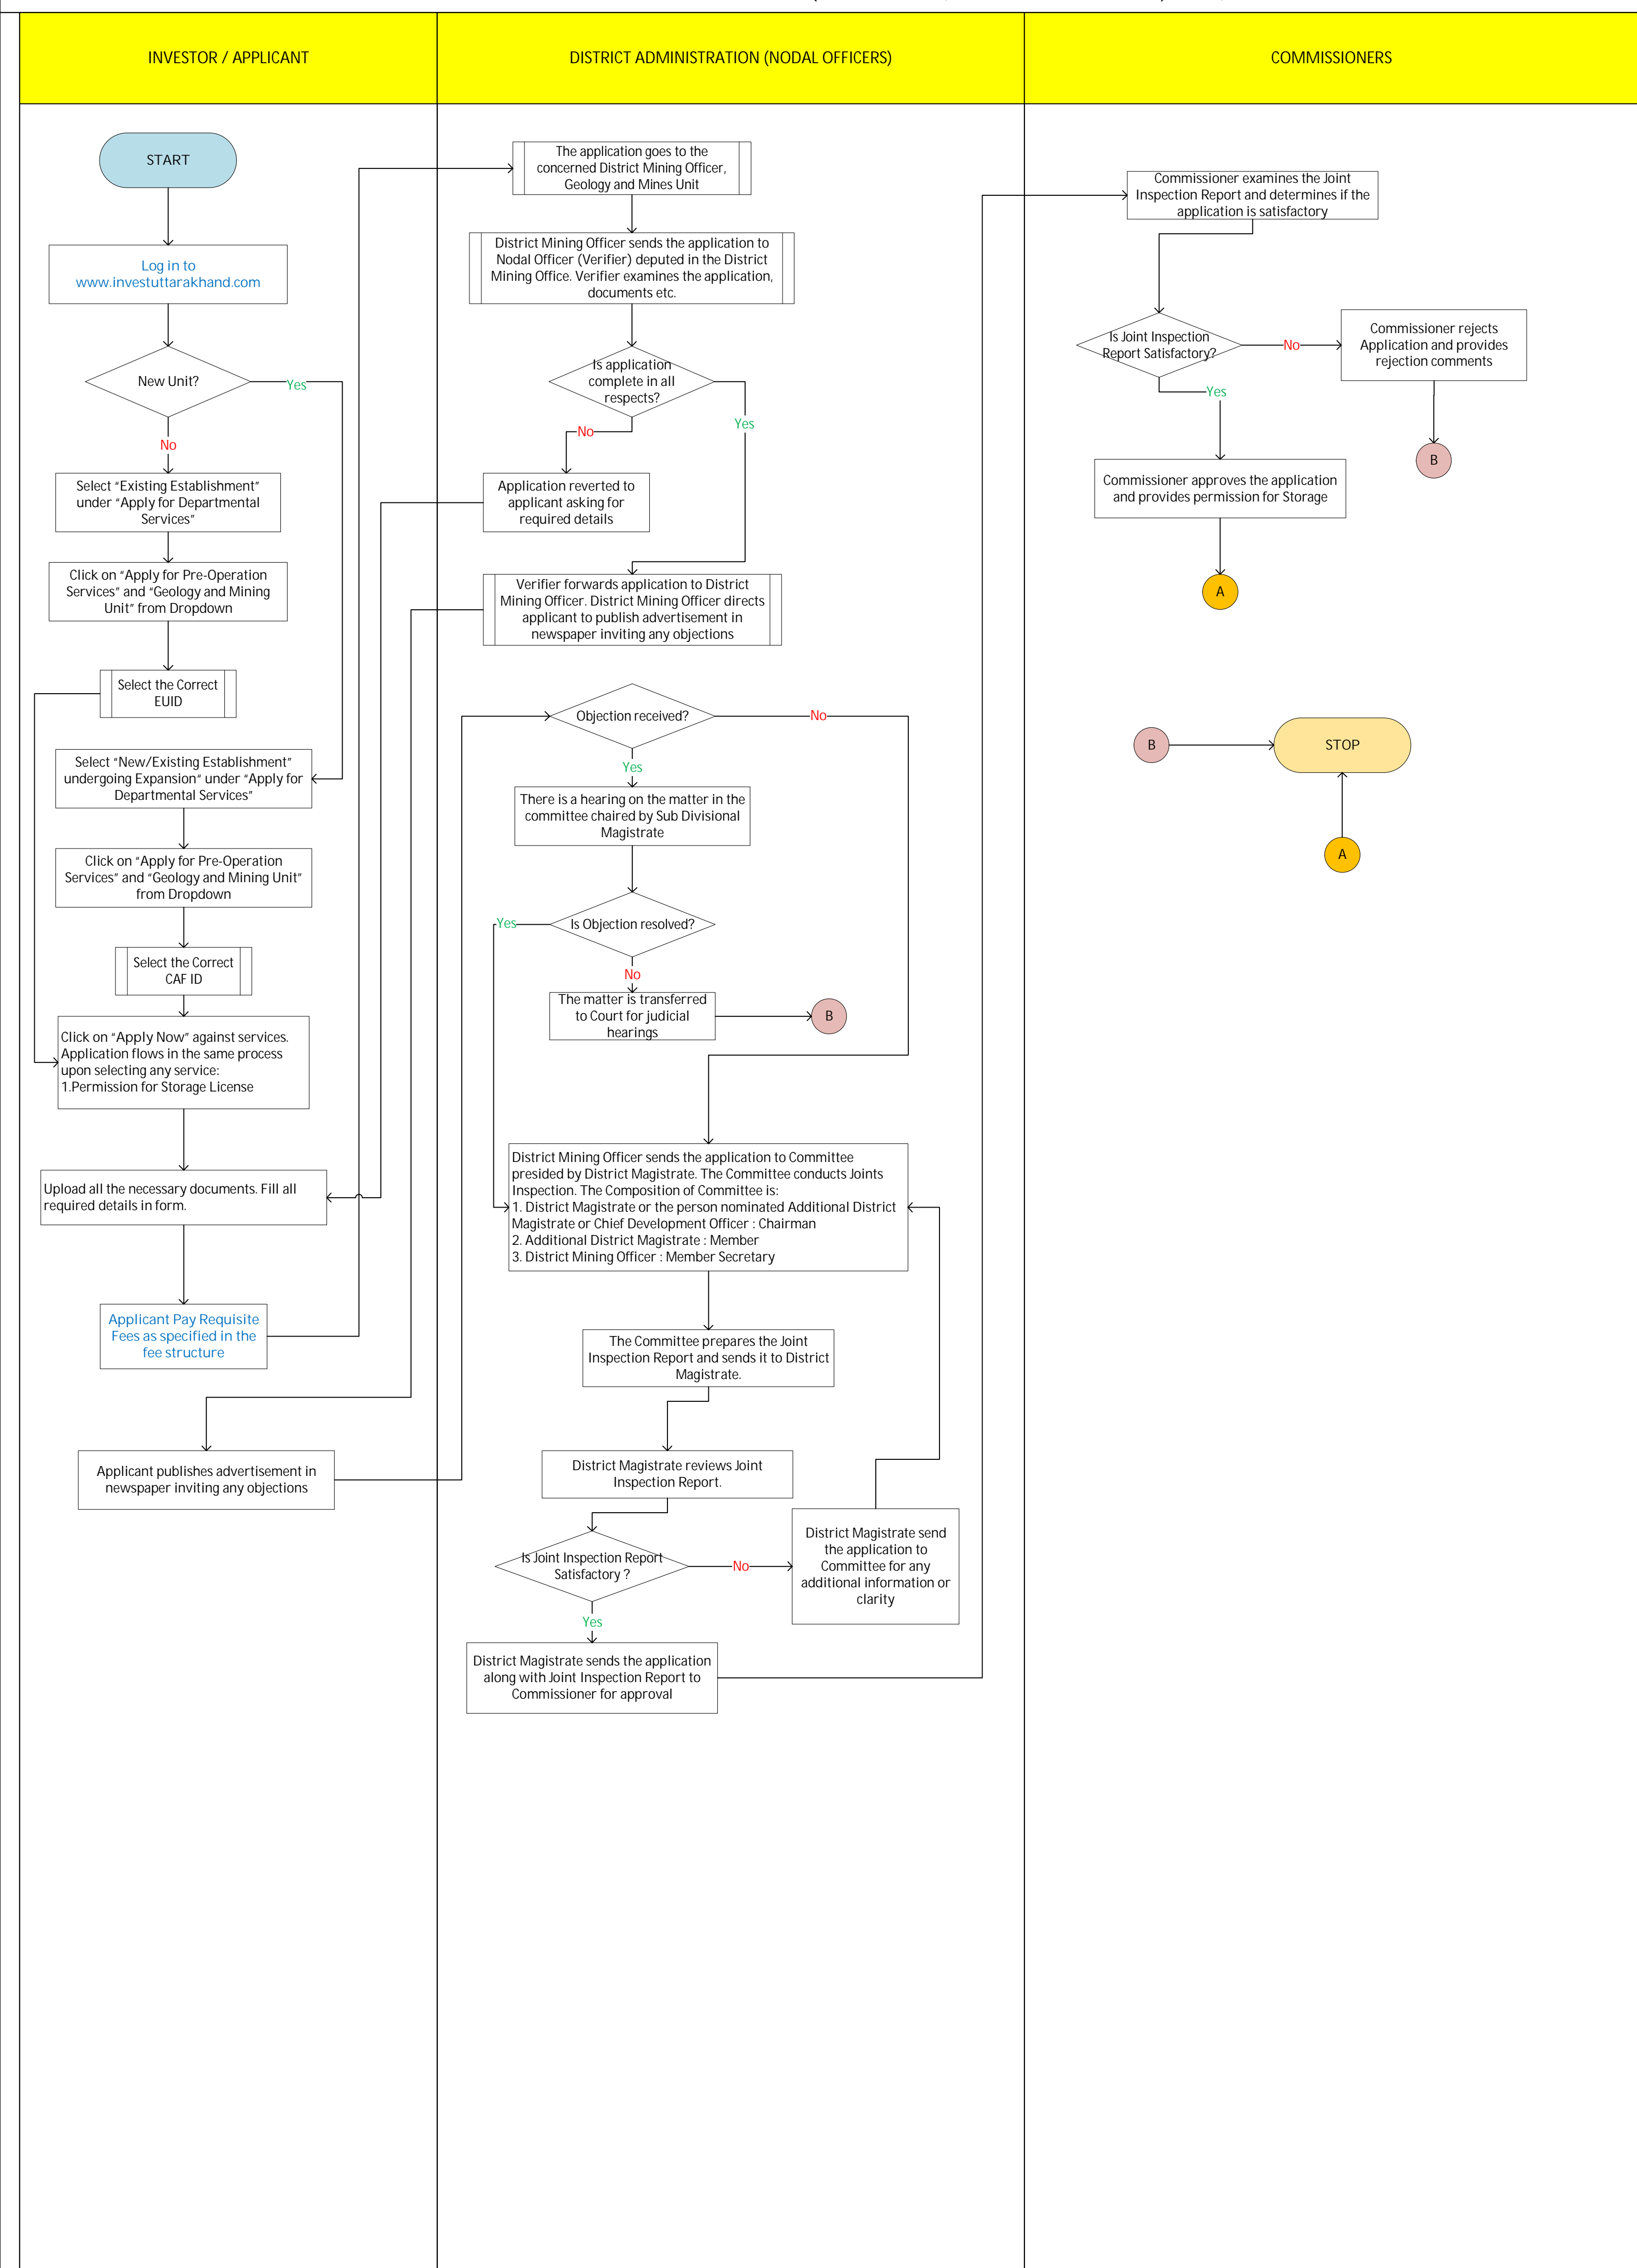 INVESTOR / APPLICANT
DISTRICT ADMINISTRATION (NODAL OFFICERS)
COMMISSIONERS
START
Log in to
www.investuttarakhand.com
New Unit?
Yes
No
Select "Existing Establishment"
under "Apply for Departmental
Services"
Click on "Apply for Pre-Operation
Services" and "Geology and Mining
Unit" from Dropdown
Select the Correct
EUID
Select "New/Existing Establishment"
undergoing Expansion" under "Apply for
Departmental Services"
Click on "Apply for Pre-Operation
Services" and "Geology and Mining Unit"
from Dropdown
Select the Correct
CAF ID
Click on "Apply Now" against services.
Application flows in the same process
upon selecting any service:
1.Permission for Storage License
Upload all the necessary documents. Fill all
required details in form.
Applicant Pay Requisite
Fees as specified in the
fee structure
Applicant publishes advertisement in
newspaper inviting any objections
The application goes to the
concerned District Mining Officer,
Geology and Mines Unit
District Mining Officer sends the application to
Nodal Officer (Verifier) deputed in the District
Mining Office. Verifier examines the application,
documents etc.
Is application
complete in all
respects?
No
Yes
Application reverted to
applicant asking for
required details
Verifier forwards application to District
Mining Officer. District Mining Officer directs
applicant to publish advertisement in
newspaper inviting any objections
Objection received?
No
Yes
There is a hearing on the matter in the
committee chaired by Sub Divisional
Magistrate
Yes
Is Objection resolved?
No
The matter is transferred
to Court for judicial
hearings
B
District Mining Officer sends the application to Committee
presided by District Magistrate. The Committee conducts Joints
Inspection. The Composition of Committee is:
1. District Magistrate or the person nominated Additional District
Magistrate or Chief Development Officer : Chairman
2. Additional District Magistrate : Member
3. District Mining Officer : Member Secretary
The Committee prepares the Joint
Inspection Report and sends it to District
Magistrate.
District Magistrate reviews Joint
Inspection Report.
Is Joint Inspection Report
Satisfactory ?
No
District Magistrate send
the application to
Committee for any
additional information or
clarity
Yes
District Magistrate sends the application
along with Joint Inspection Report to
Commissioner for approval
Commissioner examines the Joint
Inspection Report and determines if the
application is satisfactory
Is Joint Inspection
Report Satisfactory?
No
Commissioner rejects
Application and provides
rejection comments
Yes
B
Commissioner approves the application
and provides permission for Storage
A
B
STOP
A